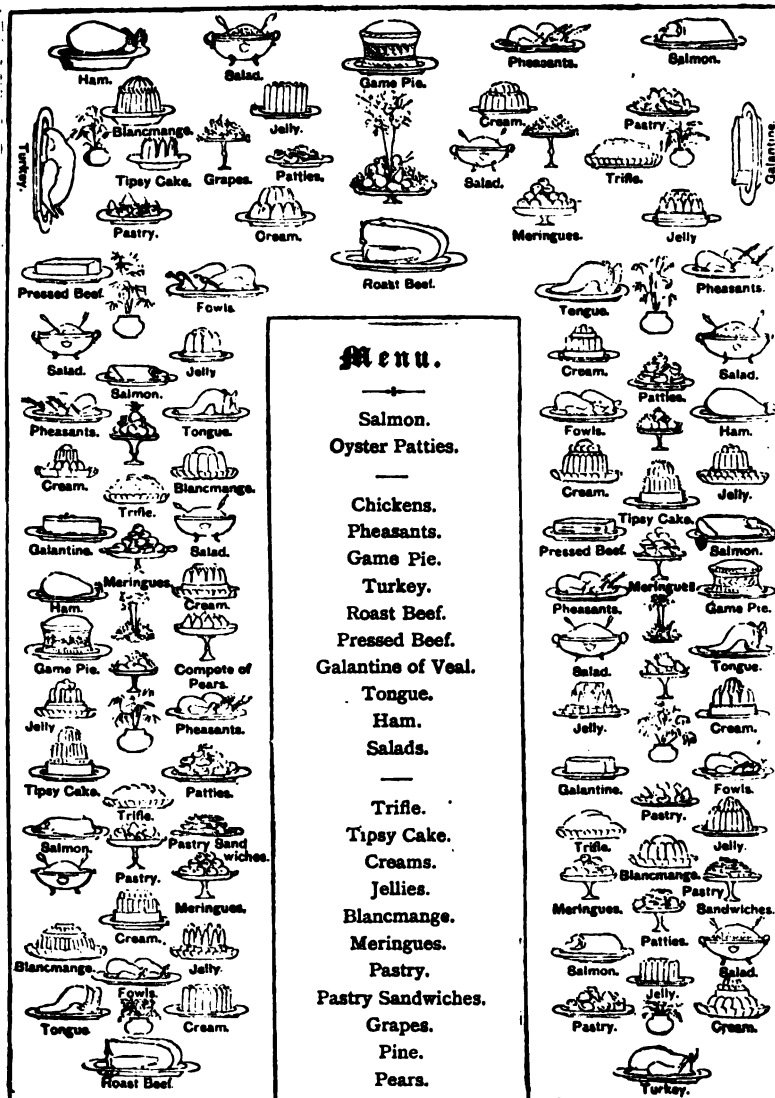 Ham.
Salad.
Game Pie.
Pheasants.
Salmon.
Blancmange.
Jelly.
Cream.
Pastry.
Turkey.
Tipsy Cake.
Grapes.
Patties.
Salad.
Trifle.
Galantine.
Pastry.
Cream.
Meringues.
Jelly
Roast Beef.
Pressed Beef.
Fowls.
Salad.
Jelly
Salmon.
Pheasants.
Tongue.
Cream.
Blancmange.
Trifle.
Galantine.
Salad.
Meringues.
Ham.
Cream.
Game Pie.
Compote of
Pears.
Jelly
Pheasants.
Tipsy Cake.
Patties.
Trifle.
Salmon.
Pastry Sand
wiches.
Pastry.
Meringues.
Cream.
Blancmange.
Jelly.
Fowls.
Tongue
Cream.
Roast Beef.
Menu.
Salmon.
Oyster Patties.
Chickens.
Pheasants.
Game Pie.
Turkey.
Roast Beef.
Pressed Beef.
Galantine of Veal.
Tongue.
Ham.
Salads.
Trifle.
Tipsy Cake.
Creams.
Jellies.
Blancmange.
Meringues.
Pastry.
Pastry Sandwiches.
Grapes.
Pine.
Pears.
Tongue.
Pheasants.
Cream.
Salad.
Patties.
Fowls.
Ham.
Cream.
Jelly.
Tipsy Cake.
Pressed Beef.
Salmon.
Meringues
Pheasants.
Game Pie.
Salad.
Tongue.
Jelly.
Cream.
Galantine.
Fowls.
Pastry.
Trifle.
Jelly.
Blancmange.
Meringues.
Pastry
Sandwiches.
Patties.
Salmon.
Salad.
Jelly.
Pastry.
Cream.
Turkey.